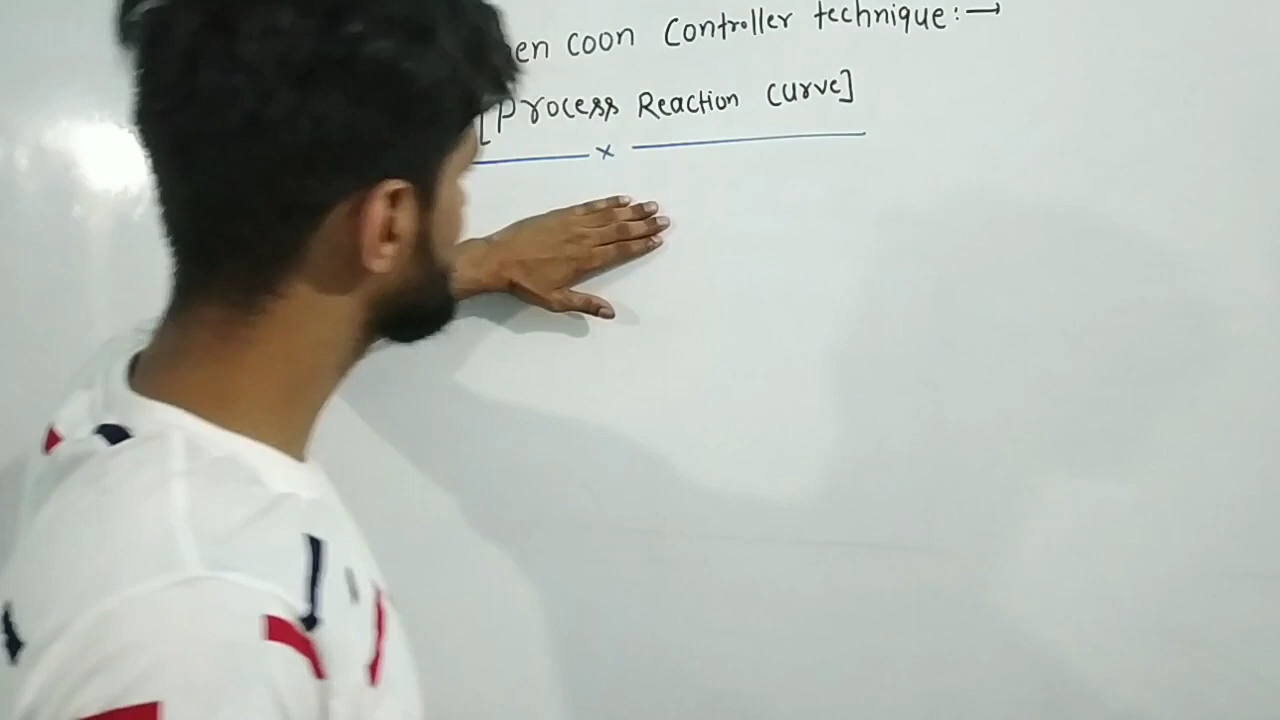 en coon Controller technique:→
[Process Reaction curve]
x